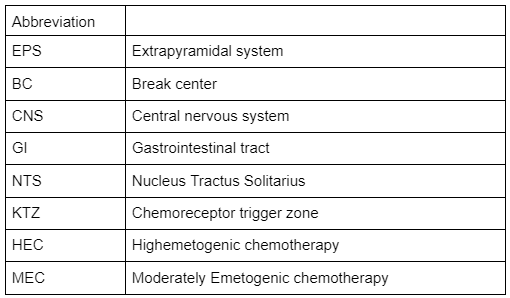 Abbreviation
EPS Extrapyramidal system
BC Break center
CNS Central nervous system
GI Gastrointestinal tract
NTS Nucleus Tractus Solitarius
KTZ Chemoreceptor trigger zone
HEC Highemetogenic chemotherapy
MEC Moderately Emetogenic chemotherapy